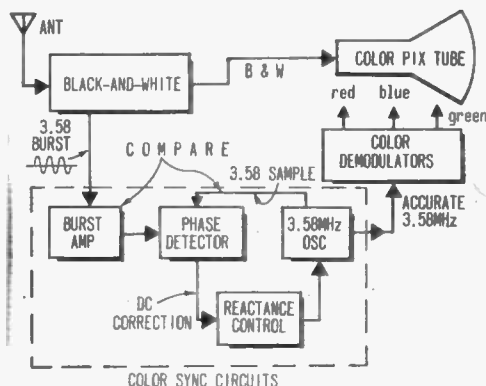 ANT
BLACK-AND-WHITE
B & W
COLOR PIX TUBE
red
blue
green
3.58
BURST
COMPARE
3.58 SAMPLE
COLOR
DEMODULATORS
BURST
AMP
PHASE
DETECTOR
3.58MHz
OSC
ACCURATE
3.58MHz
DC
CORRECTION
REACTANCE
CONTROL
COLOR SYNC CIRCUITS